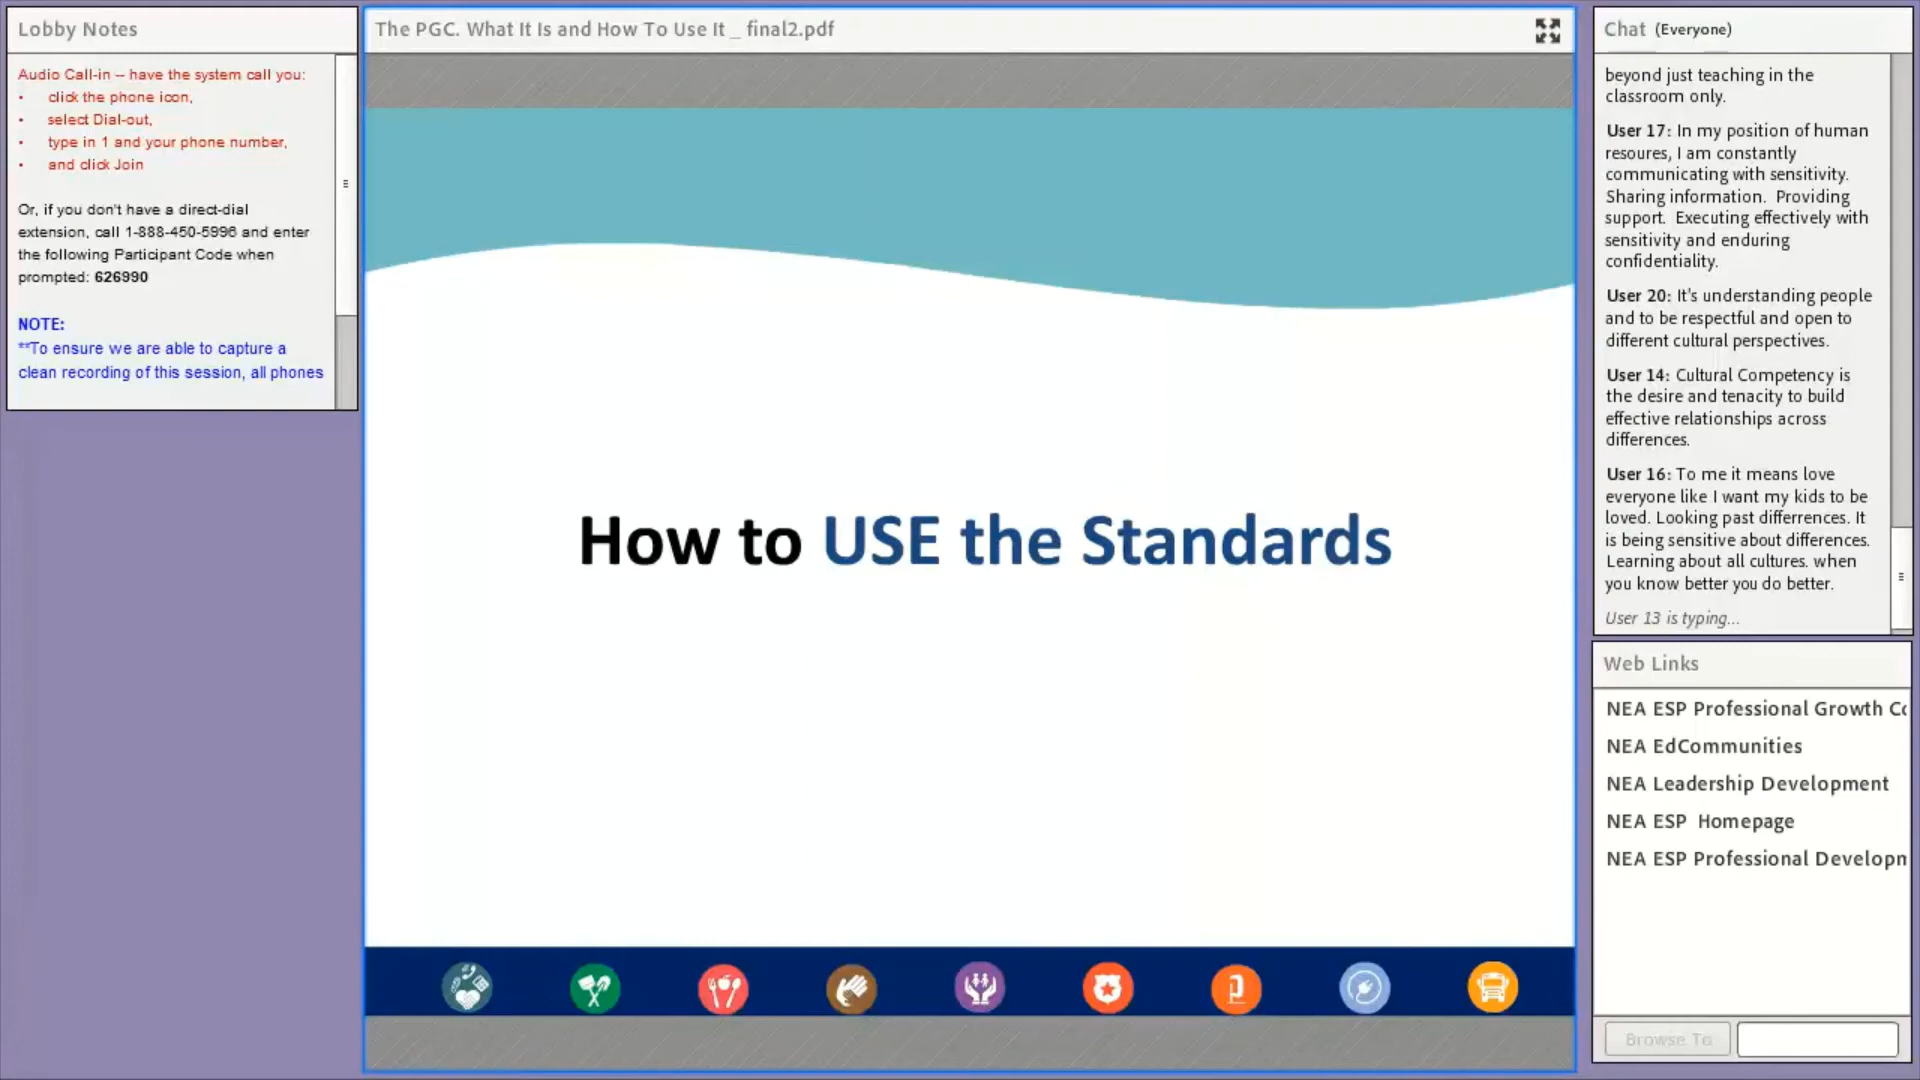 Lobby Notes
Audio Call-in -- have the system call you:
• click the phone icon,
• select Dial-out,
• type in 1 and your phone number,
• and click Join
Or, if you don't have a direct-dial
extension, call 1-888-450-5996 and enter
the following Participant Code when
prompted: 626990
NOTE:
**To ensure we are able to capture a
clean recording of this session, all phones
The PGC. What It Is and How To Use It _ final2.pdf
How to USE the Standards
Chat (Everyone)
beyond just teaching in the
classroom only.
User 17: In my position of human
resoures, I am constantly
communicating with sensitivity.
Sharing information. Providing
support. Executing effectively with
sensitivity and enduring
confidentiality.
User 20: It's understanding people
and to be respectful and open to
different cultural perspectives.
User 14: Cultural Competency is
the desire and tenacity to build
effective relationships across
differences.
User 16: To me it means love
everyone like I want my kids to be
loved. Looking past differrences. It
is being sensitive about differences.
Learning about all cultures. when
you know better you do better.
User 13 is typing...
Web Links
NEA ESP Professional Growth Co
NEA EdCommunities
NEA Leadership Development
NEA ESP Homepage
NEA ESP Professional Developm
Browse To